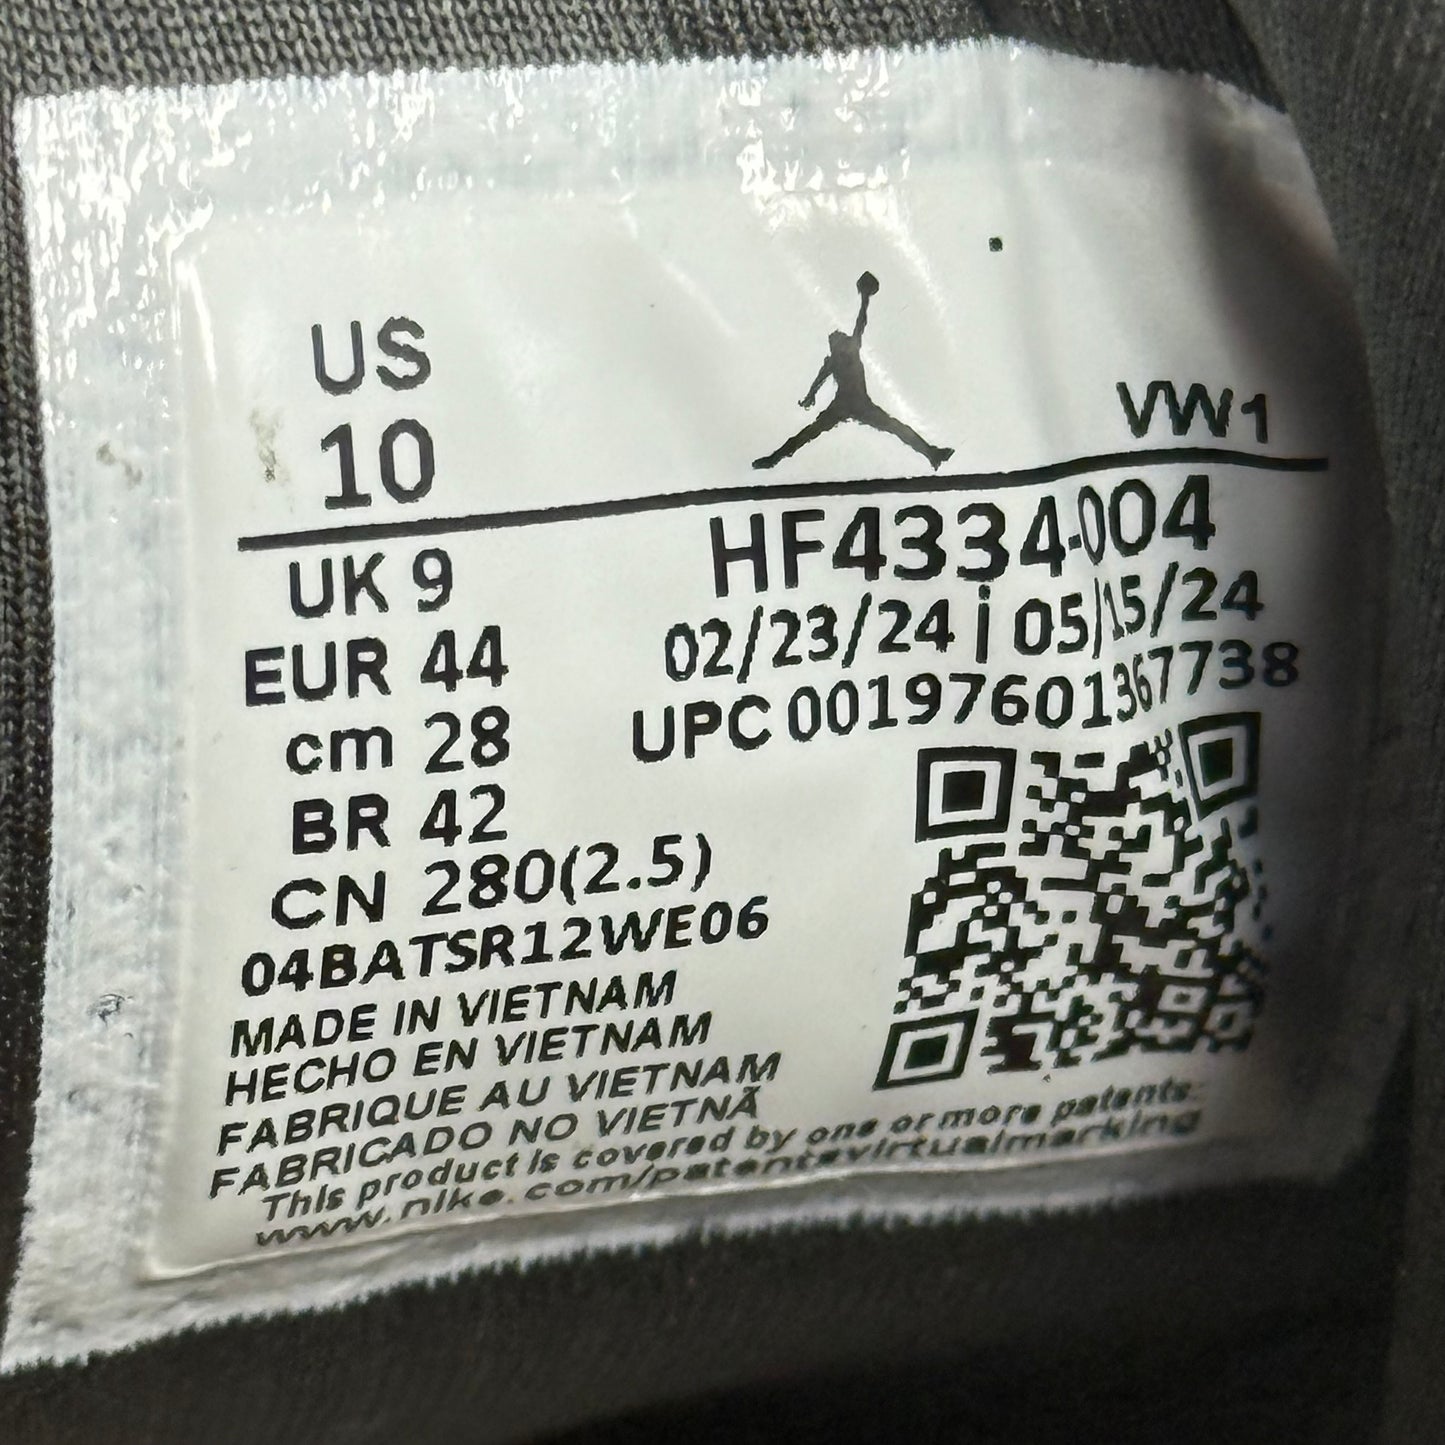 US
10
VW1
UK 9
EUR 44
cm 28
BR 42
CN 280(2.5)
HF4334-004
02/23/24 i 05/15/24
UPC 00197601367738
04BATSR12WE06
MADE IN VIETNAM
HECHO EN VIETNAM
FABRIQUE AU VIETNAM
FABRICADO NO VIETNÃ
This product is covered by one or more patents:
www.nike.com/patentsvirtualmarking